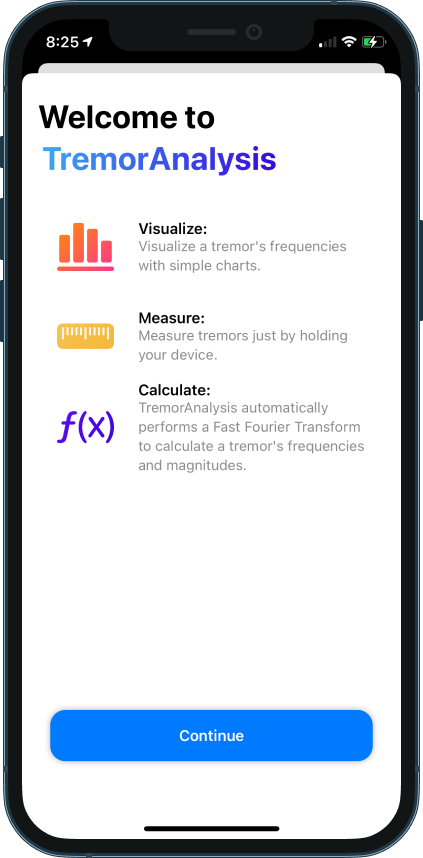 8:25
Welcome to
TremorAnalysis
Visualize:
Visualize a tremor's frequencies
with simple charts.
Measure:
Measure tremors just by holding
your device.
f(x)
Calculate:
TremorAnalysis automatically
performs a Fast Fourier Transform
to calculate a tremor's frequencies
and magnitudes.
Continue